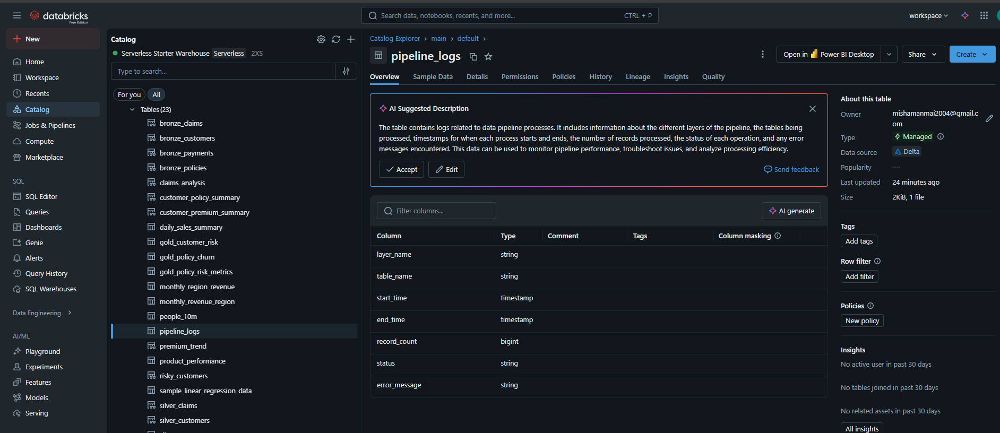 databricks
Free Edition
Search data, notebooks, recents, and more...
CTRL + P
workspace
New
Home
Workspace
Recents
Catalog
Jobs & Pipelines
Compute
Marketplace
SQL
SQL Editor
Queries
Dashboards
Genie
Alerts
Query History
SQL Warehouses
Data Engineering
AI/ML
Playground
Experiments
Features
Models
Serving
Catalog
Serverless Starter Warehouse Serverless 2XS
Type to search...
For you All
Tables (23)
bronze_claims
bronze_customers
bronze_payments
bronze_policies
claims_analysis
customer_policy_summary
customer_premium_summary
daily_sales_summary
gold_customer_risk
gold_policy_churn
gold_policy_risk_metrics
monthly_region_revenue
monthly_revenue_region
people_10m
pipeline_logs
premium_trend
product_performance
risky_customers
sample_linear_regression_data
silver_claims
silver_customers
Catalog Explorer › main › default ›
pipeline_logs
Open in Power BI Desktop
Share
Create
Overview Sample Data Details Permissions Policies History Lineage Insights Quality
AI Suggested Description
The table contains logs related to data pipeline processes. It includes information about the different layers of the pipeline, the tables being
processed, timestamps for when each process starts and ends, the number of records processed, the status of each operation, and any error
messages encountered. This data can be used to monitor pipeline performance, troubleshoot issues, and analyze processing efficiency.
Accept Edit Send feedback
Filter columns... AI generate
Column Type Comment Tags Column masking
layer_name string
table_name string
start_time timestamp
end_time timestamp
record_count bigint
status string
error_message string
About this table
Owner mishamanmai2004@gmail.c
om
Type Managed
Data source Delta
Popularity ----
Last updated 24 minutes ago
Size 2KiB, 1 file
Tags
Add tags
Row filter
Add filter
Policies
New policy
Insights
No active user in past 30 days
No tables joined in past 30 days
No related assets in past 30 days
All insights